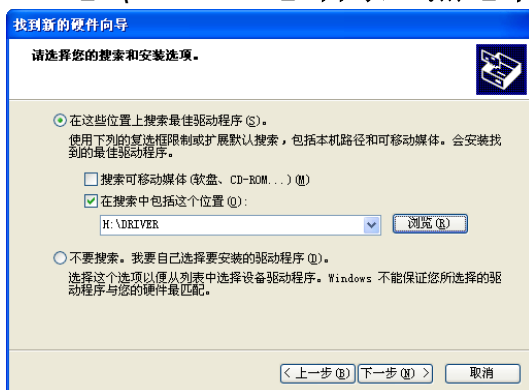 找到新的硬件向导
请选择您的搜索和安装选项。
在这些位置上搜索最佳驱动程序(S)。
使用下列的复选框限制或扩展默认搜索，包括本机路径和可移动媒体。会安装找
到的最佳驱动程序。
搜索可移动媒体(软盘、CD-ROM...)(M)
在搜索中包括这个位置(O):
H:\DRIVER
浏览(R)
不要搜索。我要自己选择要安装的驱动程序(D)。
选择这个选项以便从列表中选择设备驱动程序。Windows 不能保证您所选择的驱
动程序与您的硬件最匹配。
< 上一步(B) 下一步(N) > 取消